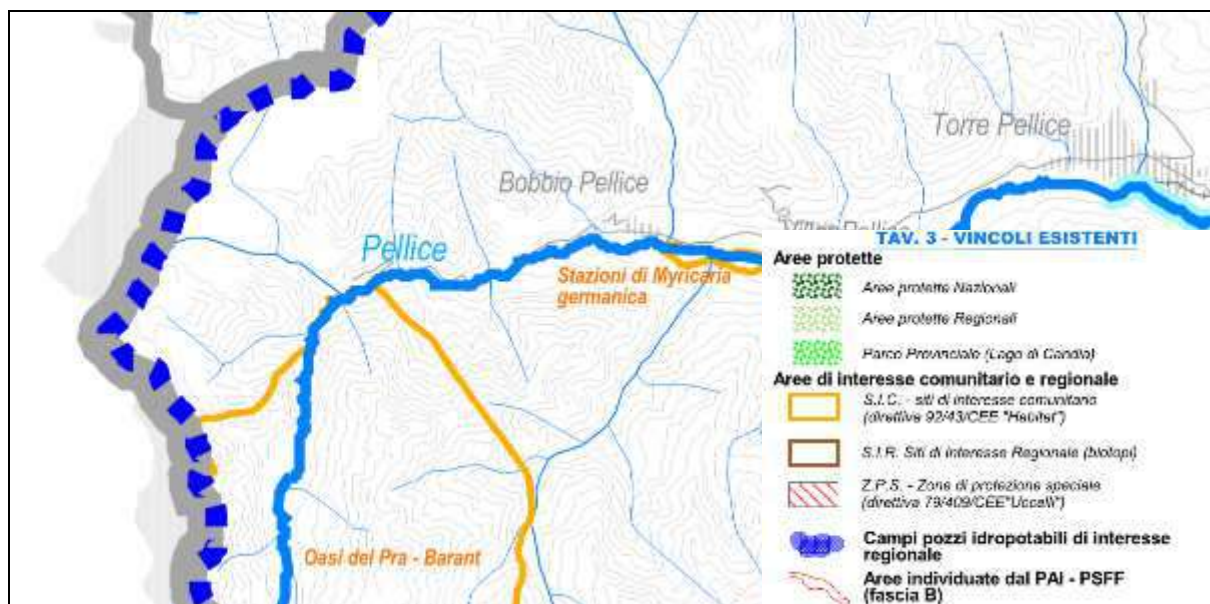 Torre Pellice
Bobbio Pellice
Pellice
Stazioni di Myricaria
germanica
Oasi del Pra - Barant
TAV. 3 - VINCOLI ESISTENTI
Aree protette
Aree protette Nazionali
Aree protette Regionali
Parco Provinciale (Lago di Candia)
Aree di interesse comunitario e regionale
S.I.C. - siti di interesse comunitario
(direttiva 92/43/CEE "Habitat")
S.I.R. Siti di Interesse Regionale (biotopi)
Z.P.S. - Zone di protezione speciale
(direttiva 79/409/CEE"Uccelli")
Campi pozzi idropotabili di interesse
regionale
Aree individuate dal PAI - PSFF
(fascia B)